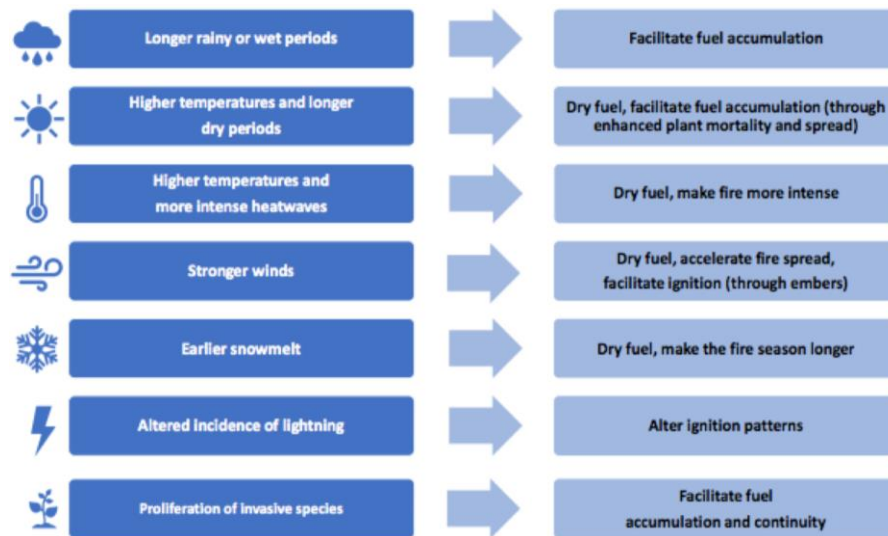 Longer rainy or wet periods
Facilitate fuel accumulation
Higher temperatures and longer
dry periods
Dry fuel, facilitate fuel accumulation (through
enhanced plant mortality and spread)
Higher temperatures and
more intense heatwaves
Dry fuel, make fire more intense
Stronger winds
Dry fuel, accelerate fire spread,
facilitate ignition (through embers)
Earlier snowmelt
Dry fuel, make the fire season longer
Altered incidence of lightning
Alter ignition patterns
Proliferation of invasive species
Facilitate fuel
accumulation and continuity